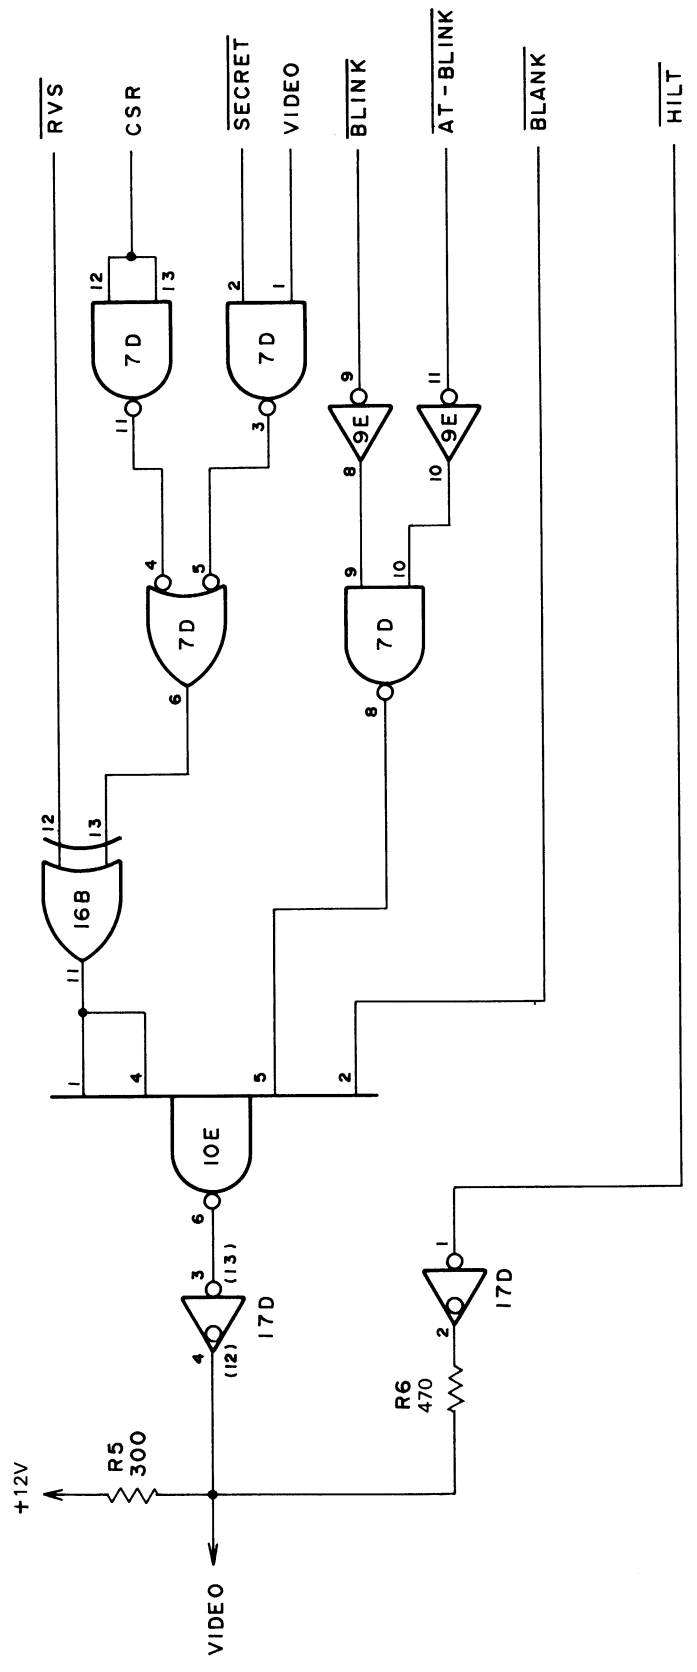 RVS
CSR
SECRET
VIDEO
BLINK
AT-BLINK
BLANK
HILT
12
13
7D
11
2
1
7D
3
9
9E
8
11
9E
10
4
5
7D
6
9
10
7D
8
12
13
16B
11
1
4
5
2
10E
6
3
(13)
17D
4
(12)
1
17D
2
R6
470
R5
300
+12V
VIDEO